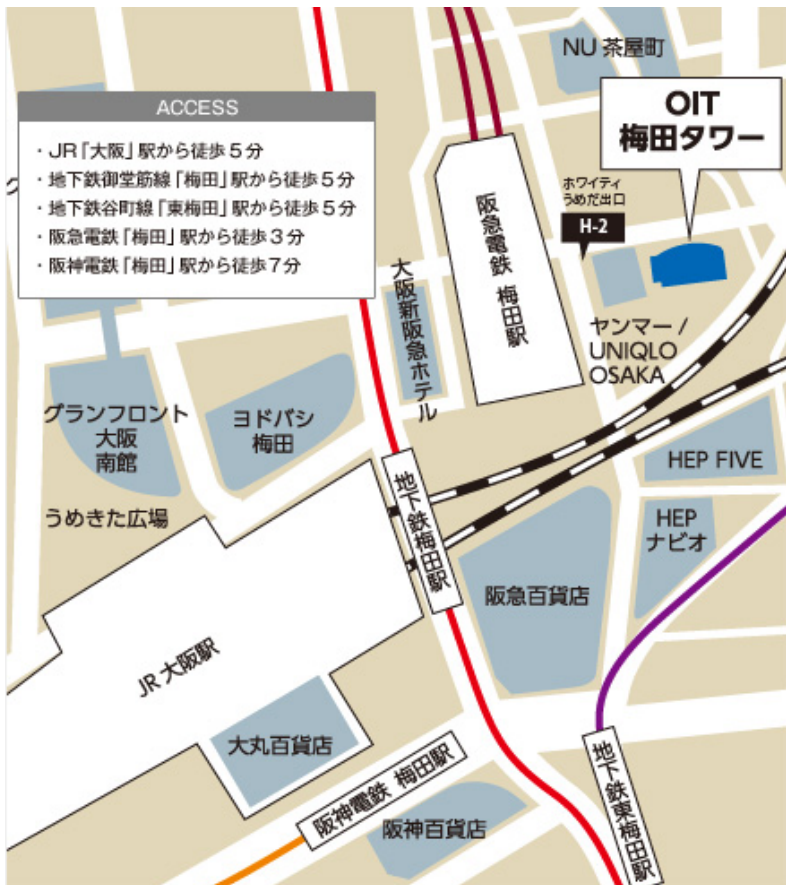 NU 茶屋町
ACCESS
・JR「大阪」駅から徒歩5分
・地下鉄御堂筋線「梅田」駅から徒歩5分
・地下鉄谷町線「東梅田」駅から徒歩5分
・阪急電鉄「梅田」駅から徒歩3分
・阪神電鉄「梅田」駅から徒歩7分
OIT
梅田タワー
ホワイティ
うめだ出口
H-2
阪急電鉄 梅田駅
大阪新阪急ホテル
ヤンマー /
UNIQLO
OSAKA
グランフロント
大阪
南館
ヨドバシ
梅田
HEP FIVE
地下鉄梅田駅
うめきた広場
HEP
ナビオ
阪急百貨店
JR 大阪駅
大丸百貨店
阪神電鉄 梅田駅
阪神百貨店
地下鉄東梅田駅